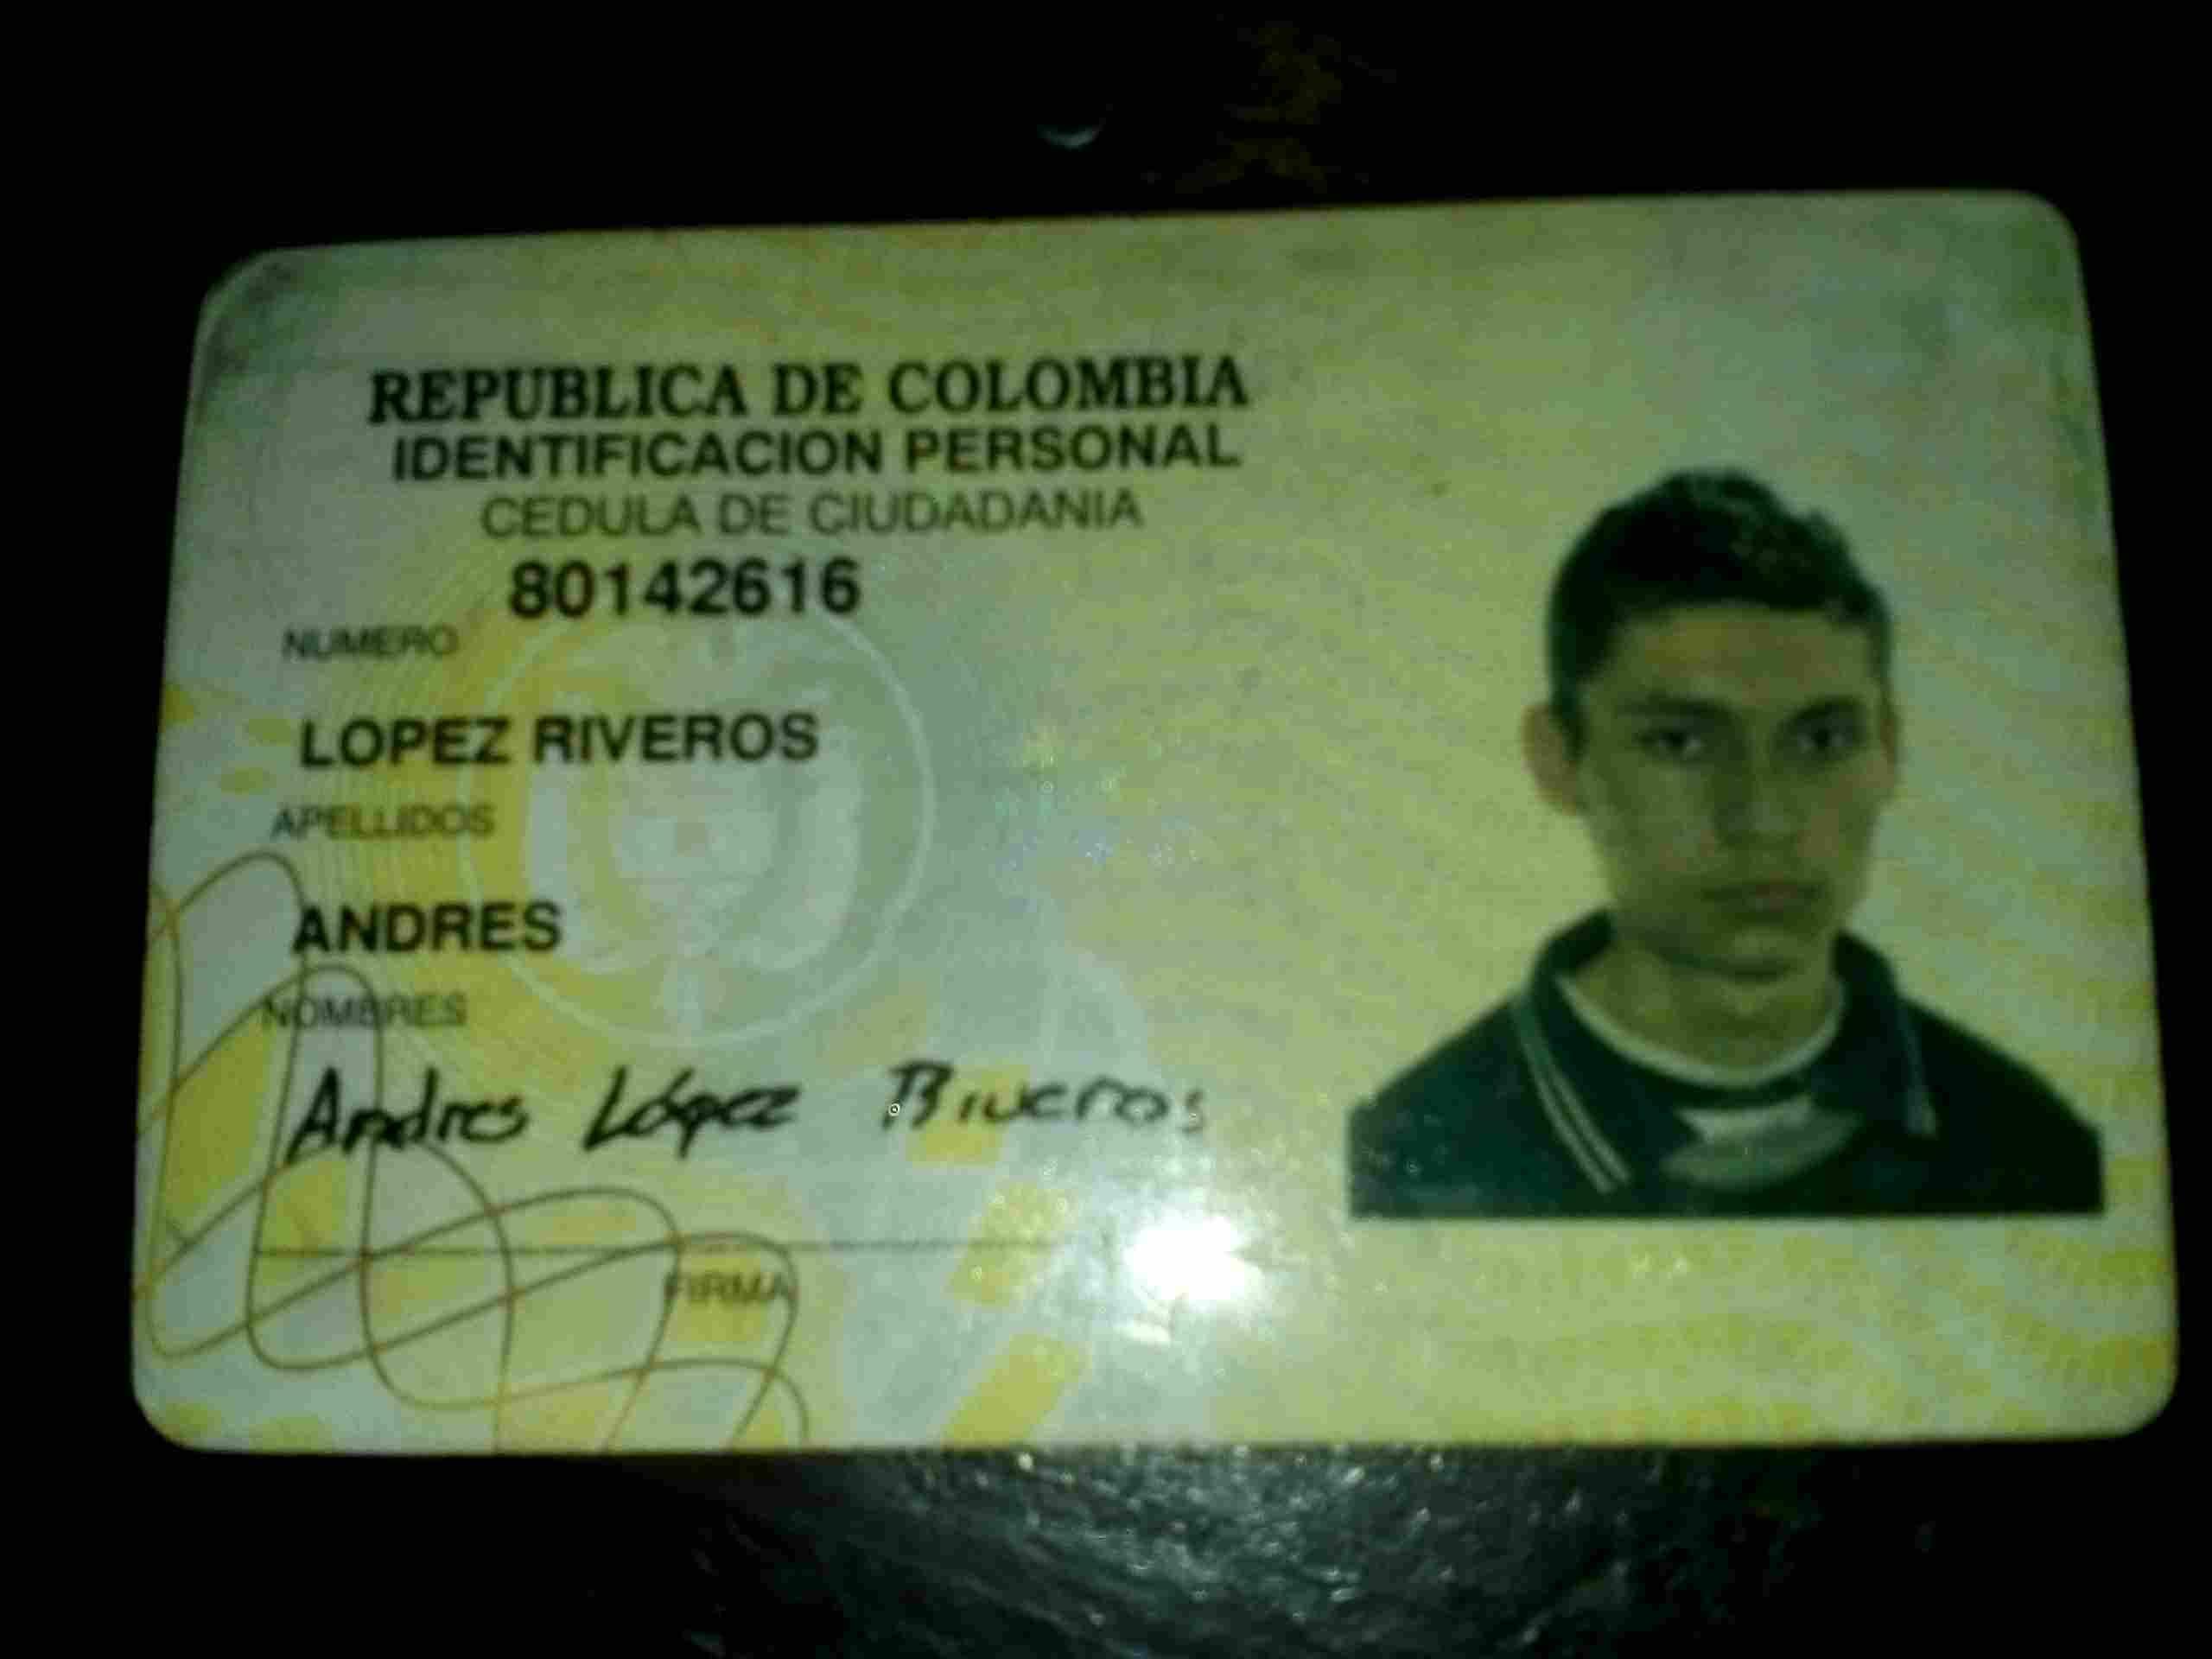 REPUBLICA DE COLOMBIA
IDENTIFICACION PERSONAL
CEDULA DE CIUDADANIA
80142616
NUMERO
LOPEZ RIVEROS
APELLIDOS
ANDRES
NOMBRES
Andres López Riveros
FIRMA